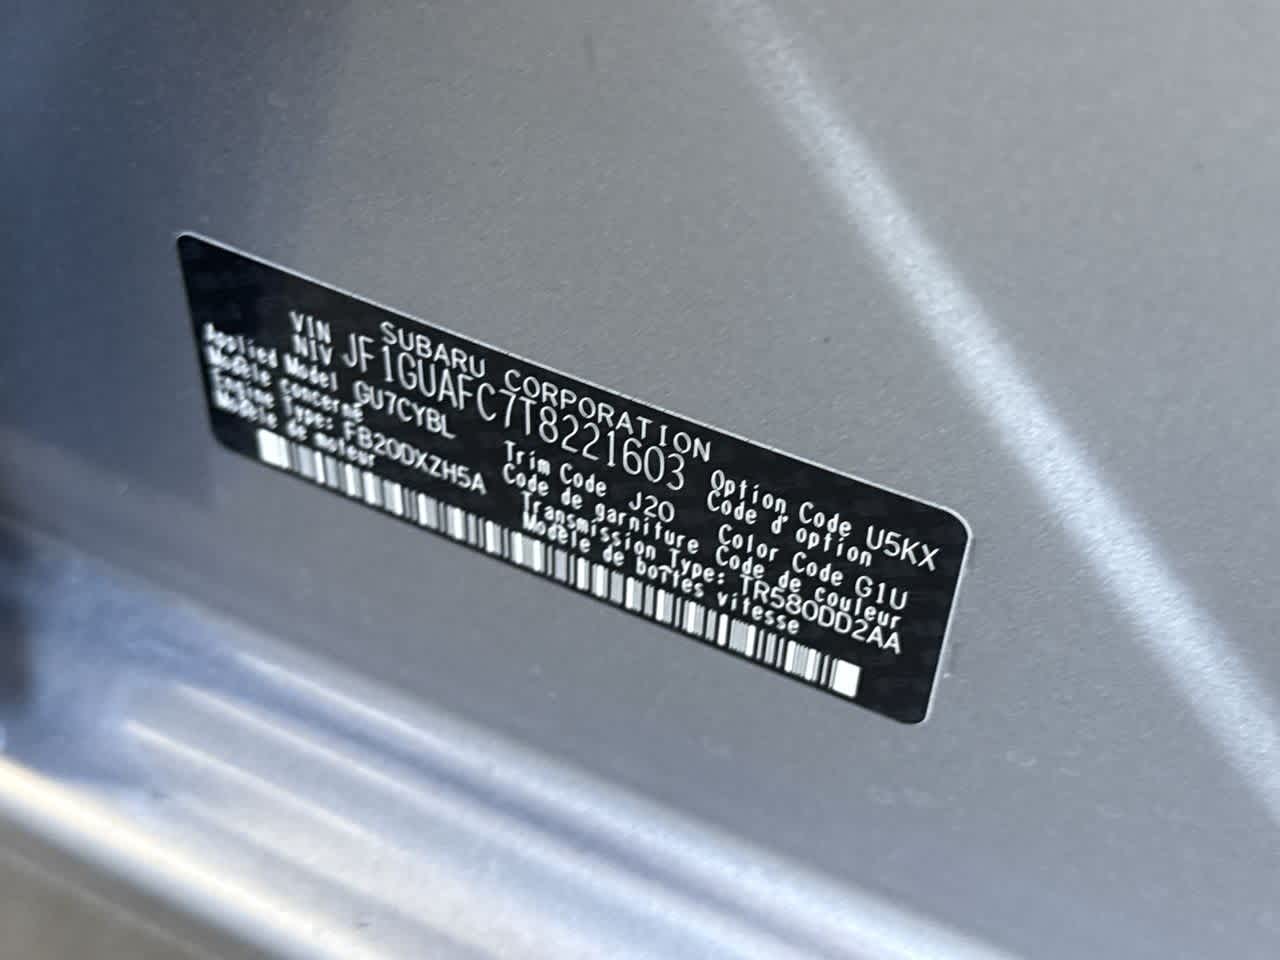 SUBARU CORPORATION
VIN
NIV JF1GUAFC7T8221603
Applied Model GU7CYBL
Modèle concerné
Engine Type: FB20DXZH5A
Modèle de moteur
Trim Code J20
Code de garniture
Option Code U5KX
Code d'option
Color Code G1U
Code de couleur
Transmission Type: TR580DD2AA
Modèle de boîtes vitesse